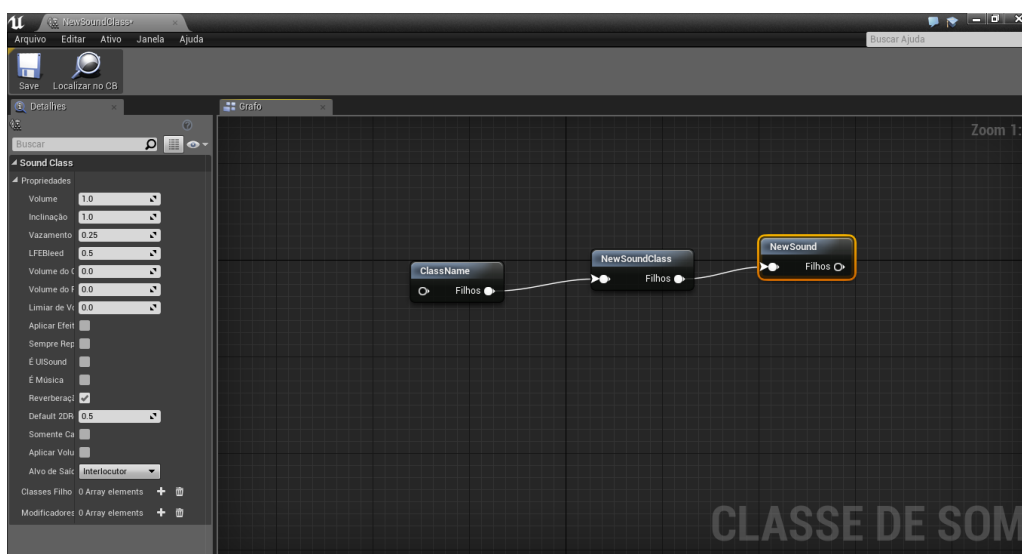 NewSoundClass*
Arquivo Editar Ativo Janela Ajuda
Buscar Ajuda
Save Localizar no CB
Detalhes
Grafo
Buscar
Zoom 1:
Sound Class
Propriedades
Volume 1.0
Inclinação 1.0
Vazamento 0.25
LFEBleed 0.5
Volume do C 0.0
Volume do F 0.0
Limiar de Vo 0.0
Aplicar Efeit
Sempre Rep
É UISound
É Música
Reverberaçã
Default 2DR 0.5
Somente Ca
Aplicar Volu
Alvo de Saíd Interlocutor
Classes Filho 0 Array elements
Modificadores 0 Array elements
ClassName
Filhos
NewSoundClass
Filhos
NewSound
Filhos
CLASSE DE SOM